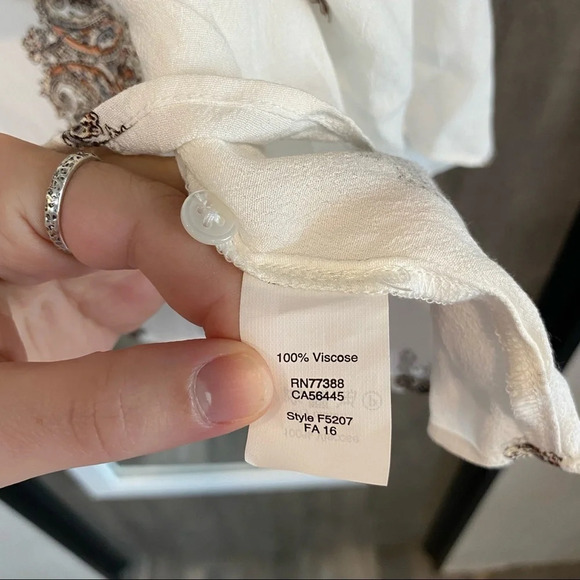 100% Viscose
RN77388
CA56445
Style F5207
FA 16